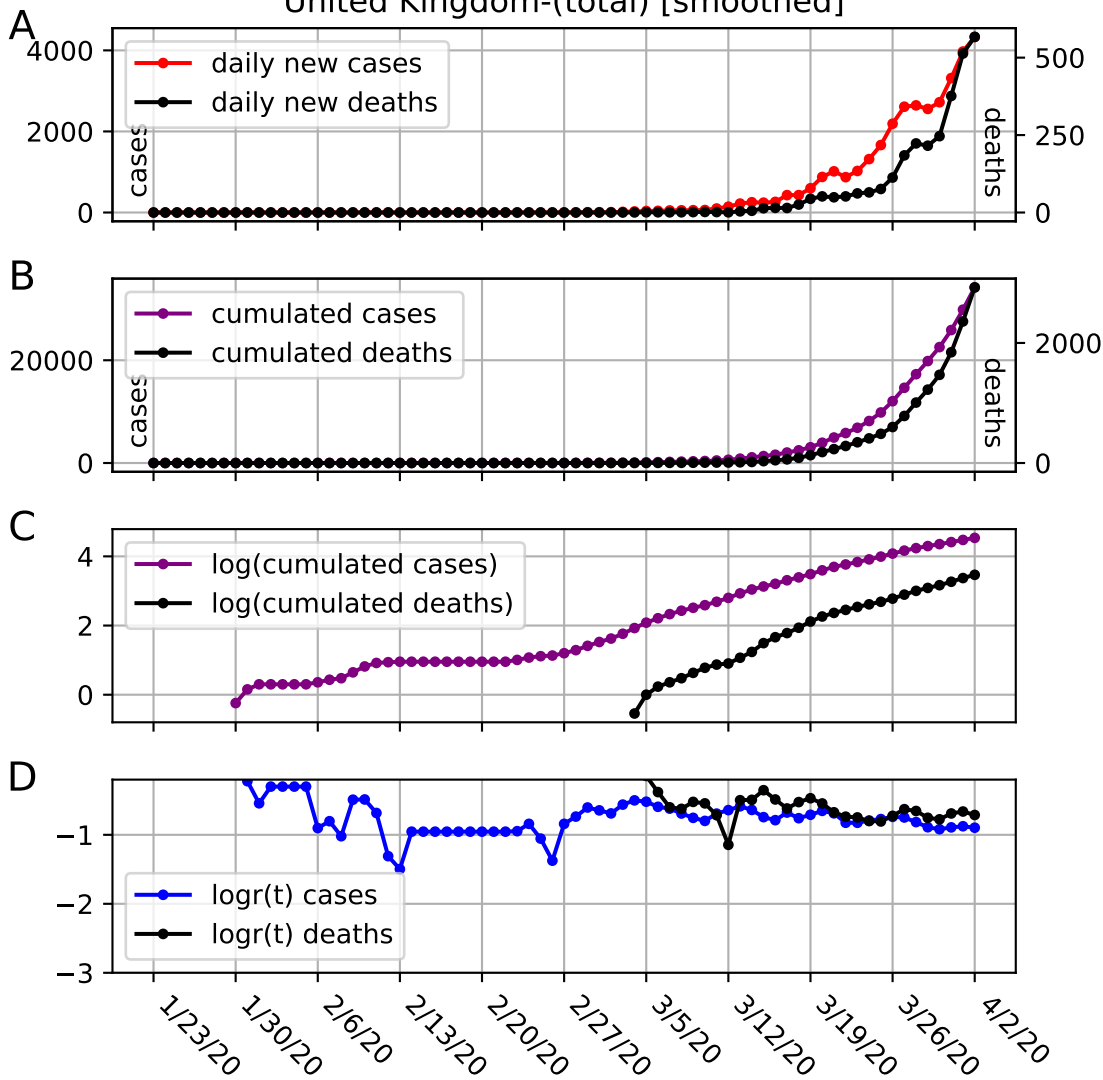 United Kingdom-(total) [smoothed]
A
4000
2000
0
cases
daily new cases
daily new deaths
500
250
0
deaths
B
20000
0
cases
cumulated cases
cumulated deaths
2000
0
deaths
C
4
2
0
log(cumulated cases)
log(cumulated deaths)
D
−1
−2
−3
logr(t) cases
logr(t) deaths
1/23/20
1/30/20
2/6/20
2/13/20
2/20/20
2/27/20
3/5/20
3/12/20
3/19/20
3/26/20
4/2/20